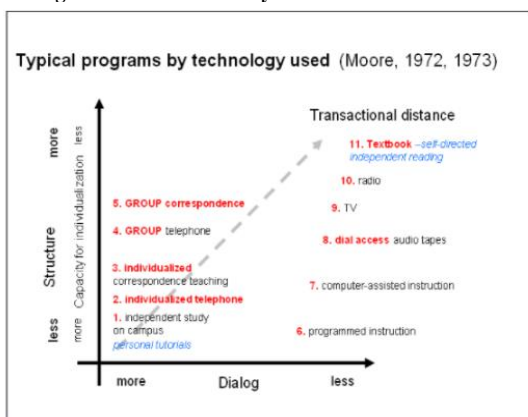 Typical programs by technology used (Moore, 1972, 1973)
Transactional distance
more
less
11. Textbook –self-directed
independent reading
10. radio
5. GROUP correspondence
9. TV
4. GROUP telephone
8. dial access audio tapes
Structure
Capacity for individualization
3. individualized
correspondence teaching
7. computer-assisted instruction
2. individualized telephone
1. independent study
on campus
personal tutorials
6. programmed instruction
less
more
more
Dialog
less